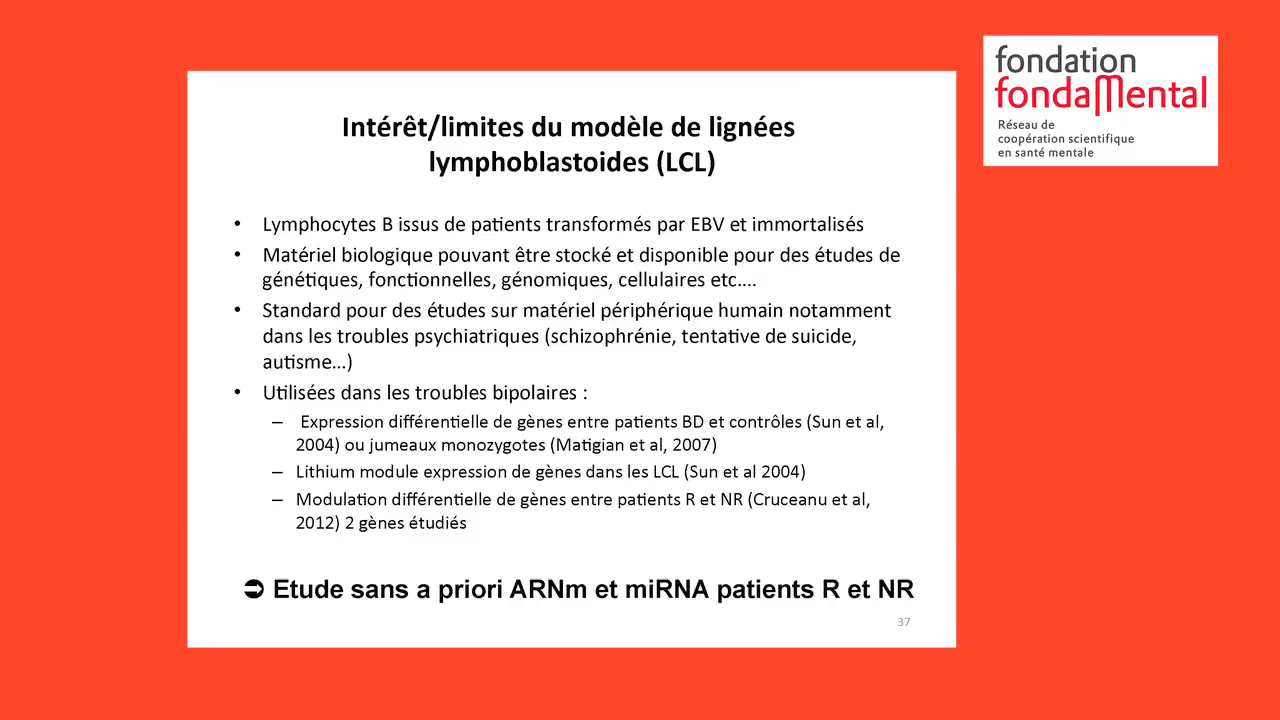 Intérêt/limites du modèle de lignées
lymphoblastoides (LCL)
• Lymphocytes B issus de patients transformés par EBV et immortalisés
• Matériel biologique pouvant être stocké et disponible pour des études de
génétiques, fonctionnelles, génomiques, cellulaires etc....
• Standard pour des études sur matériel périphérique humain notamment
dans les troubles psychiatriques (schizophrénie, tentative de suicide,
autisme...)
• Utilisées dans les troubles bipolaires :
– Expression différentielle de gènes entre patients BD et contrôles (Sun et al,
2004) ou jumeaux monozygotes (Matigian et al, 2007)
– Lithium module expression de gènes dans les LCL (Sun et al 2004)
– Modulation différentielle de gènes entre patients R et NR (Cruceanu et al,
2012) 2 gènes étudiés
➲ Etude sans a priori ARNm et miRNA patients R et NR
37
fondation
fondaMental
Réseau de
coopération scientifique
en santé mentale